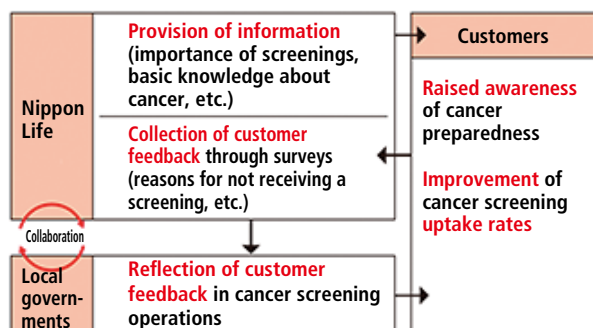 Nippon
Life
Provision of information
(importance of screenings,
basic knowledge about
cancer, etc.)
Collection of customer
feedback through surveys
(reasons for not receiving a
screening, etc.)
Customers
Raised awareness
of cancer
preparedness
Improvement of
cancer screening
uptake rates
Collaboration
Local
govern-
ments
Reflection of customer
feedback in cancer screening
operations